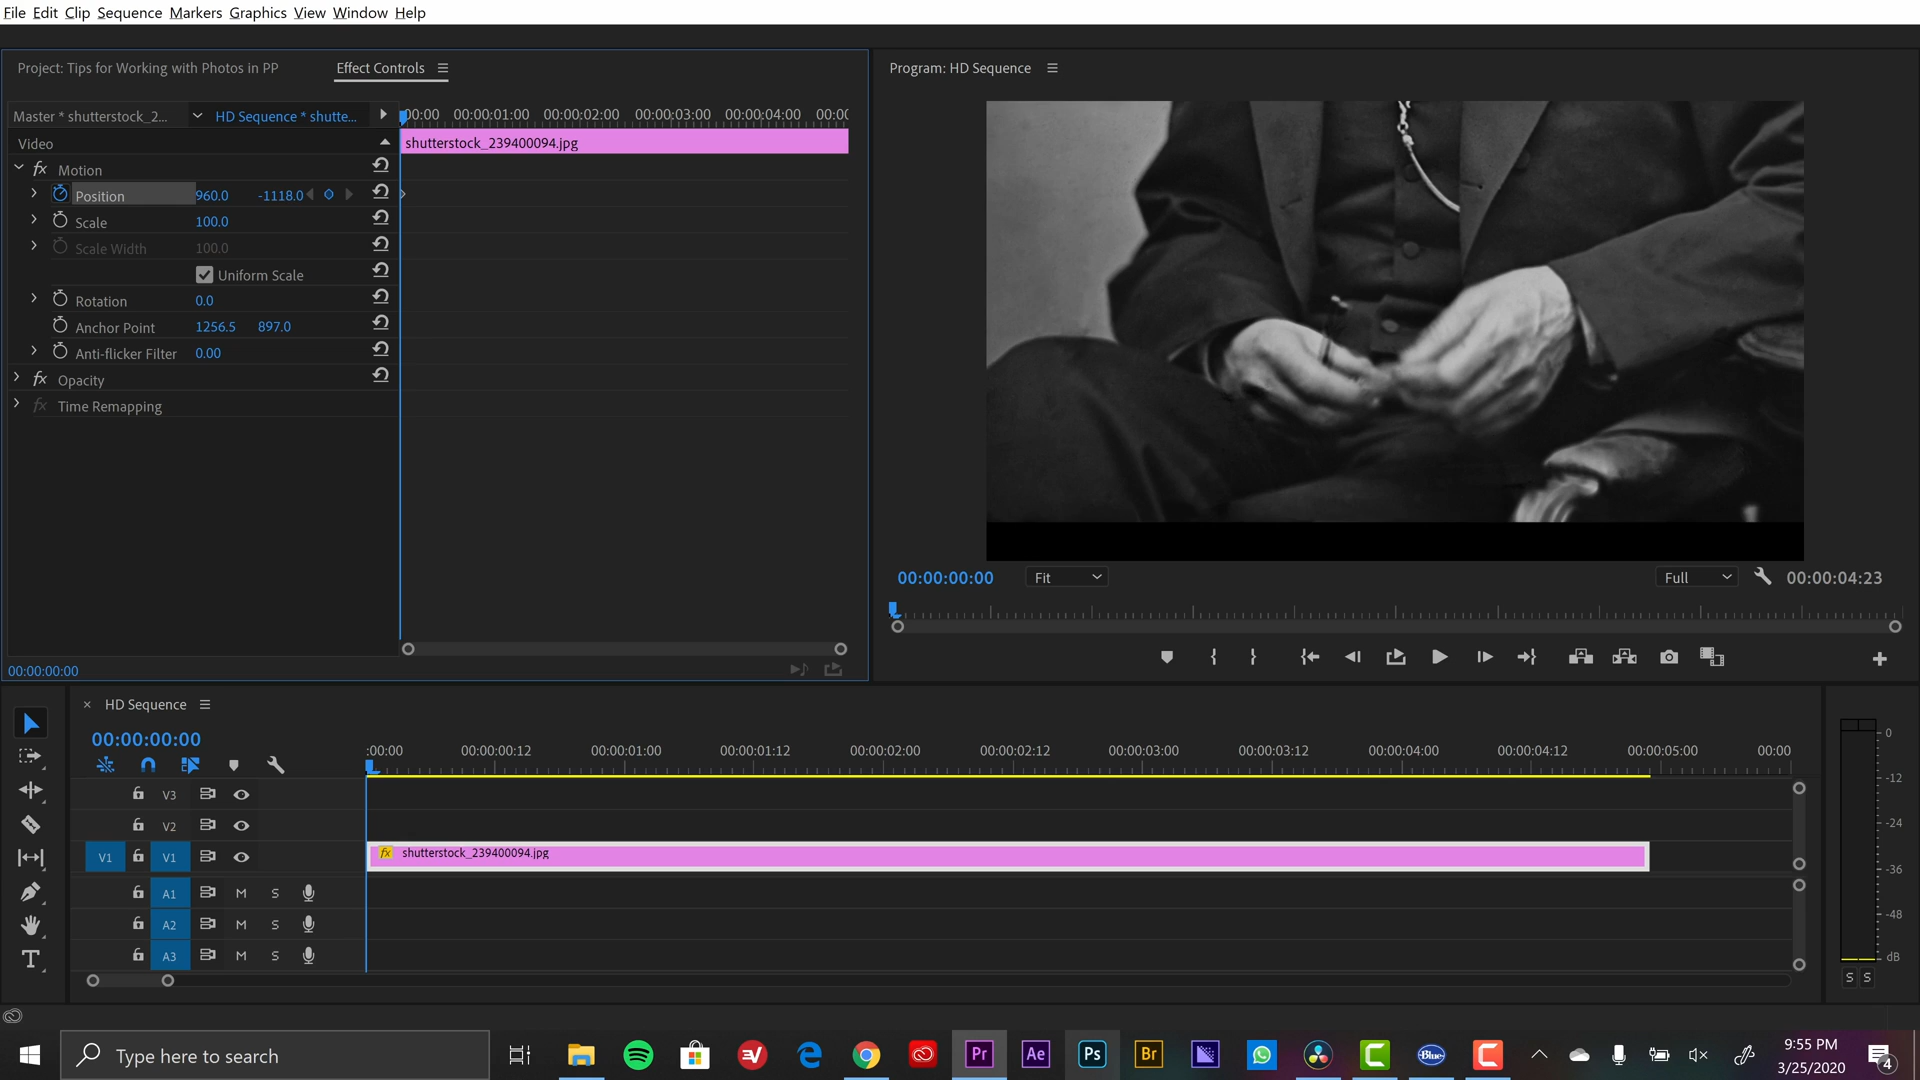 File Edit Clip Sequence Markers Graphics View Window Help
Project: Tips for Working with Photos in PP
Effect Controls
Program: HD Sequence
Master * shutterstock_2...
HD Sequence * shutte...
00:00:01:00 00:00:02:00 00:00:03:00 00:00:04:00
Video
shutterstock_239400094.jpg
fx Motion
Position 960.0 -1118.0
Scale 100.0
Scale Width 100.0
Uniform Scale
Rotation 0.0
Anchor Point 1256.5 897.0
Anti-flicker Filter 0.00
fx Opacity
fx Time Remapping
00:00:00:00 Fit Full 00:00:04:23
00:00:00:00
HD Sequence
00:00:00:00
:00:00 00:00:00:12 00:00:01:00 00:00:01:12 00:00:02:00 00:00:02:12 00:00:03:00 00:00:03:12 00:00:04:00 00:00:04:12 00:00:05:00 00:00
V3
V2
V1 V1 fx shutterstock_239400094.jpg
A1 M S
A2 M S
A3 M S
0
-12
-24
-36
-48
dB
S S
Type here to search
Pr Ae Ps Br
Blue
9:55 PM
3/25/2020
4